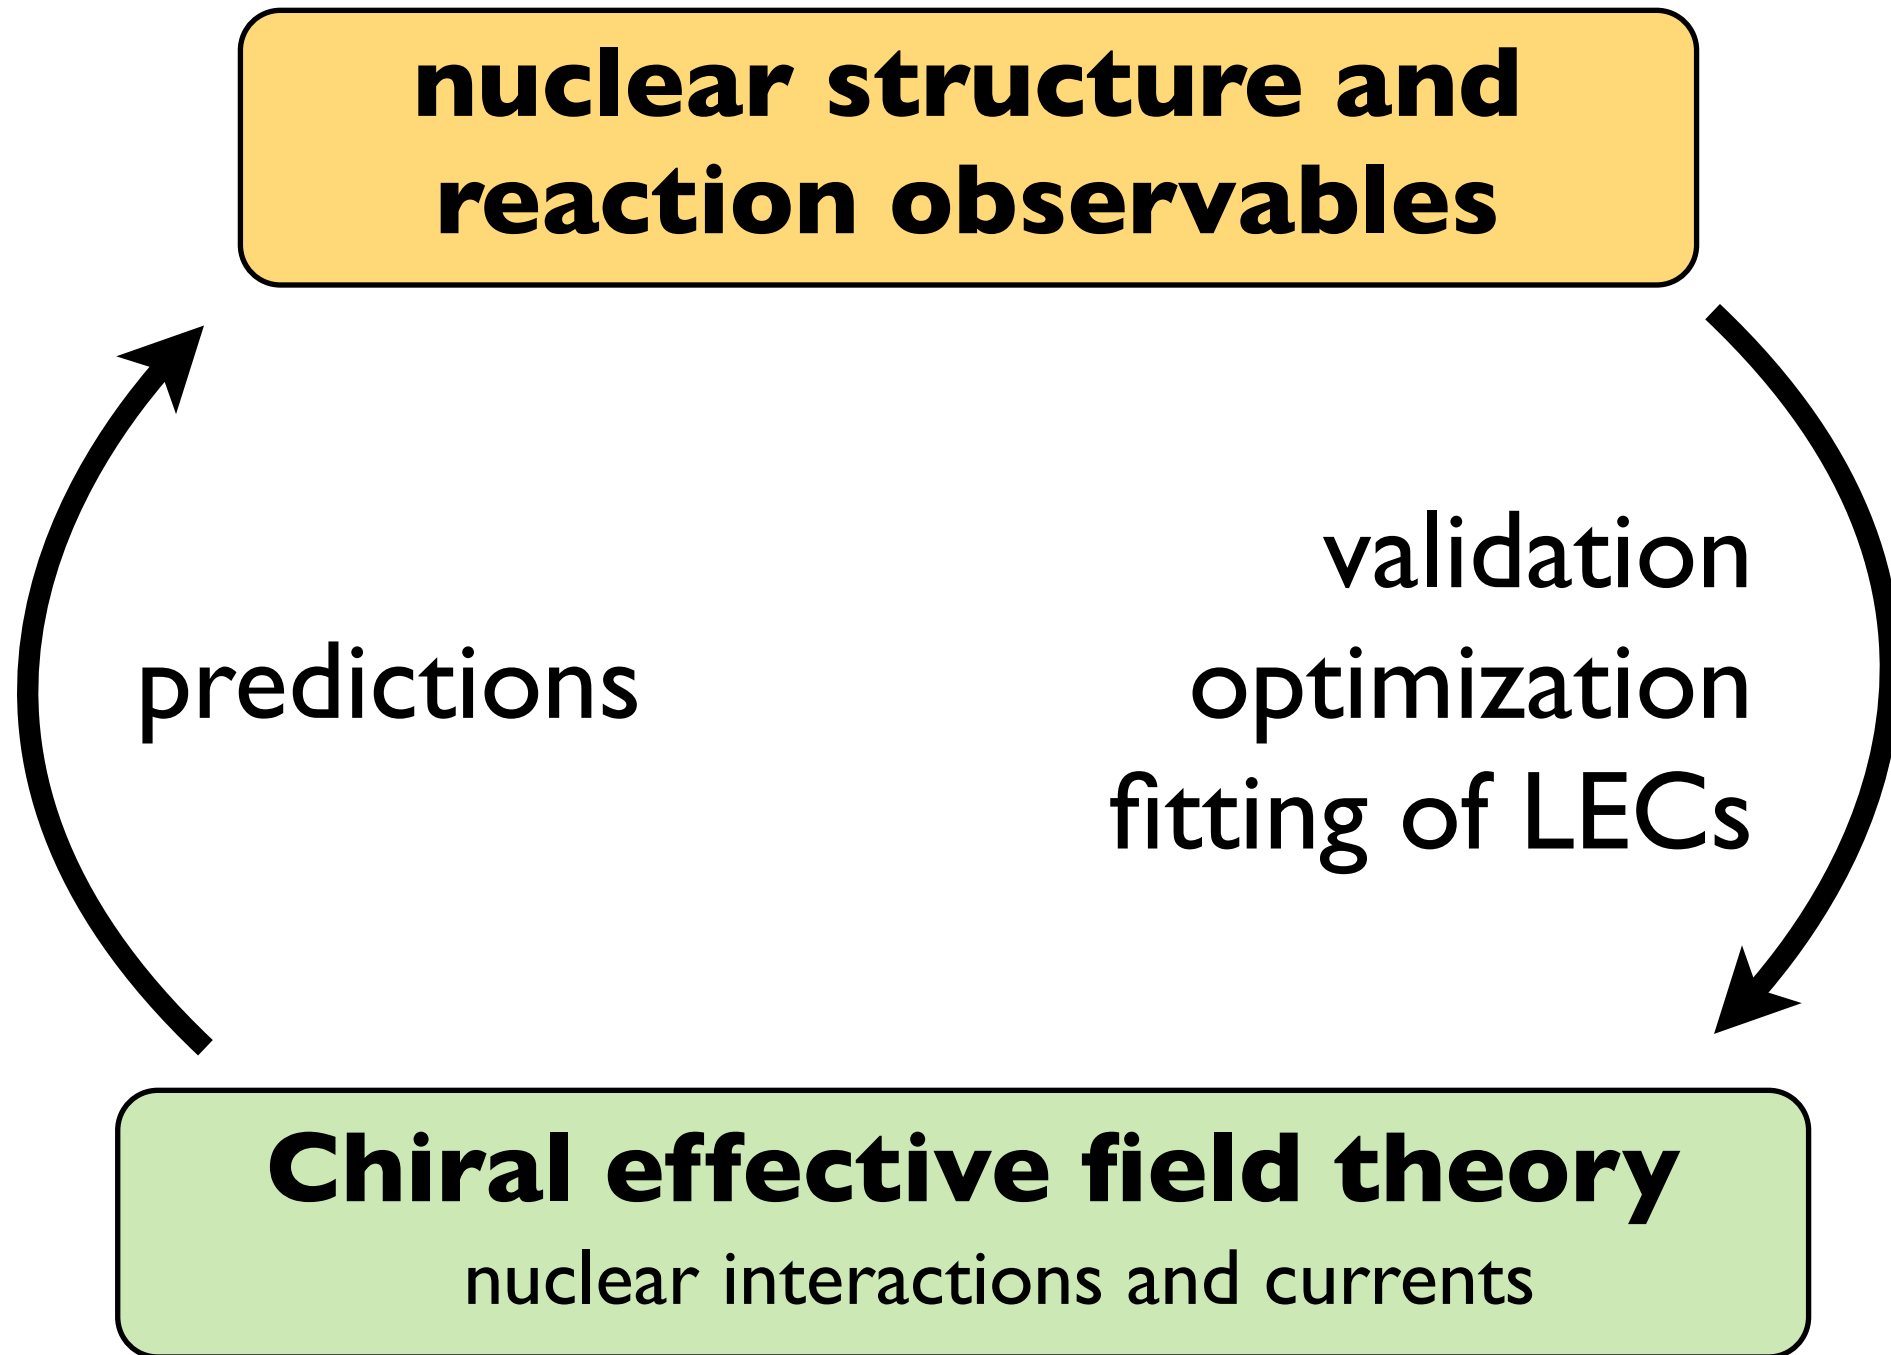 nuclear structure and
reaction observables
predictions
validation
optimization
fitting of LECs
Chiral effective field theory
nuclear interactions and currents